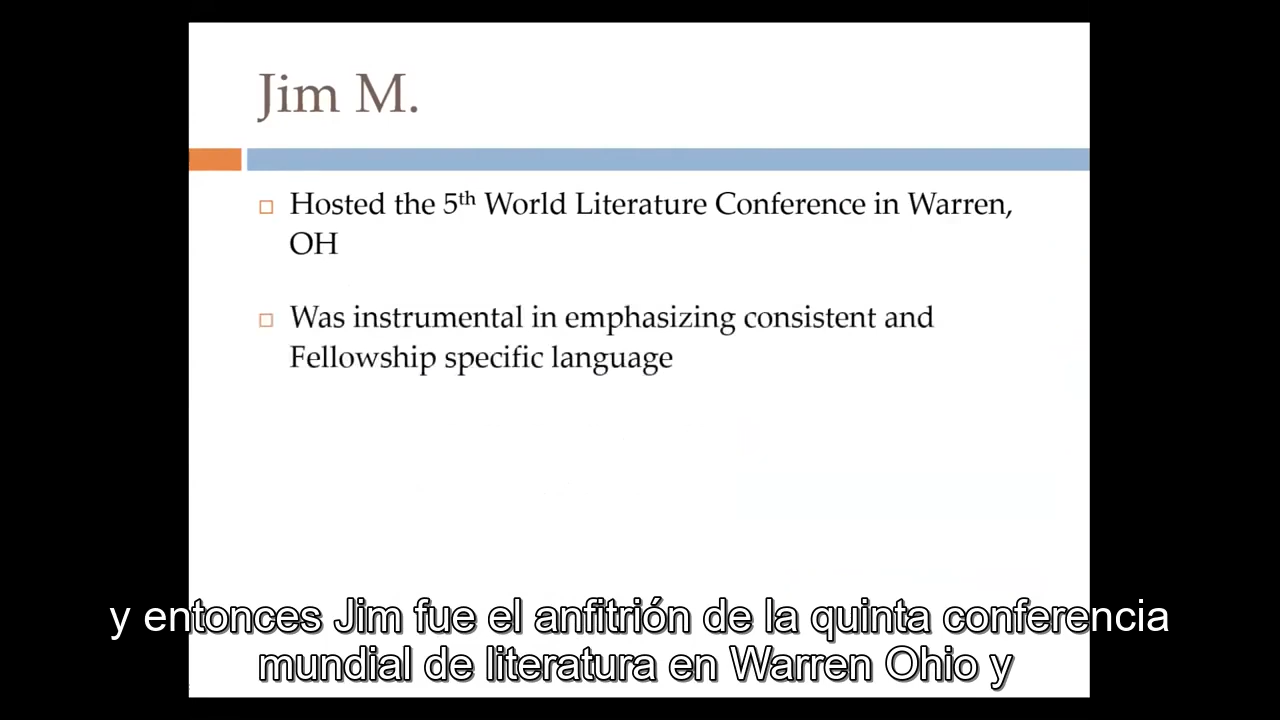 Jim M.
Hosted the 5th World Literature Conference in Warren,
OH
Was instrumental in emphasizing consistent and
Fellowship specific language
y entonces Jim fue el anfitrión de la quinta conferencia
mundial de literatura en Warren Ohio y